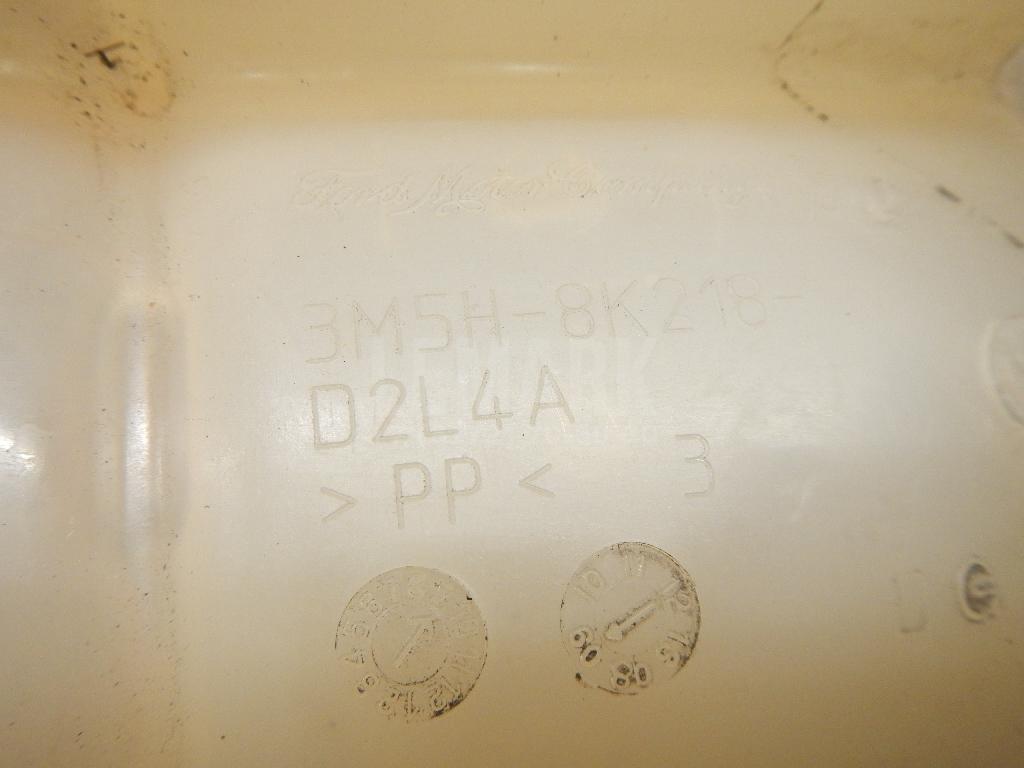 Ford Motor Company
3M5H-8K218-
D2L4A
>PP< 3